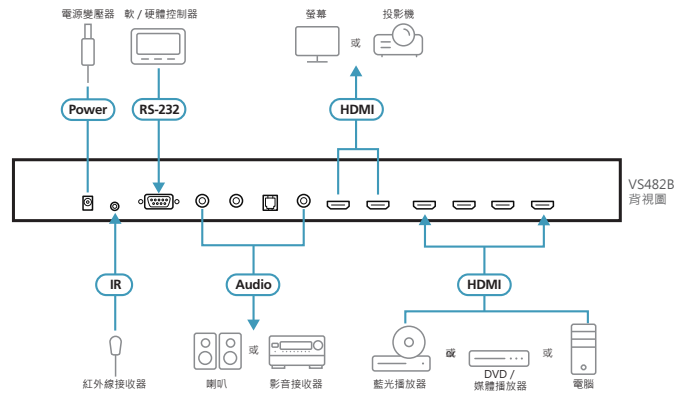 電源變壓器
軟 / 硬體控制器
螢幕
或
投影機
Power
RS-232
HDMI
VS482B
背視圖
IR
Audio
HDMI
紅外線接收器
喇叭
或
影音接收器
藍光播放器
或
DVD /
媒體播放器
或
電腦